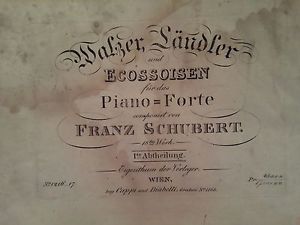 Walzer, Ländler
und
ECOSSOISEN
für das
Piano=Forte
componirt von
FRANZ SCHUBERT.
18tes Werk.
1te Abtheilung.
Eigenthum der Verleger.
WIEN,
bey Cappi und Diabelli, Graben No. 1133.